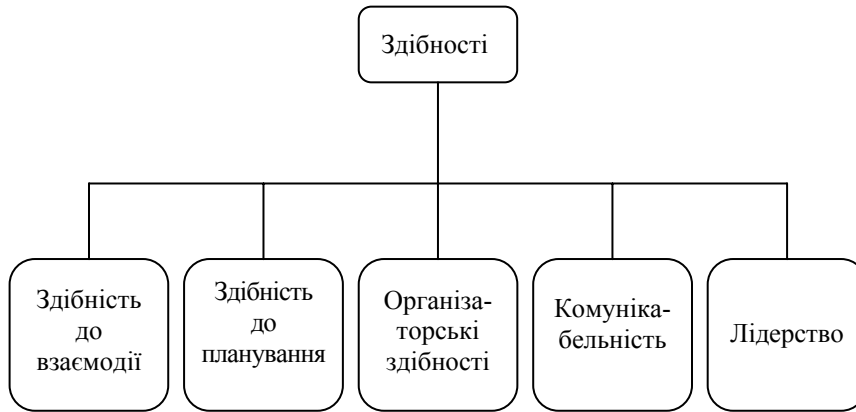 Здібності
Здібність
до
взаємодії
Здібність
до
планування
Організа-
торські
здібності
Комуніка-
бельність
Лідерство